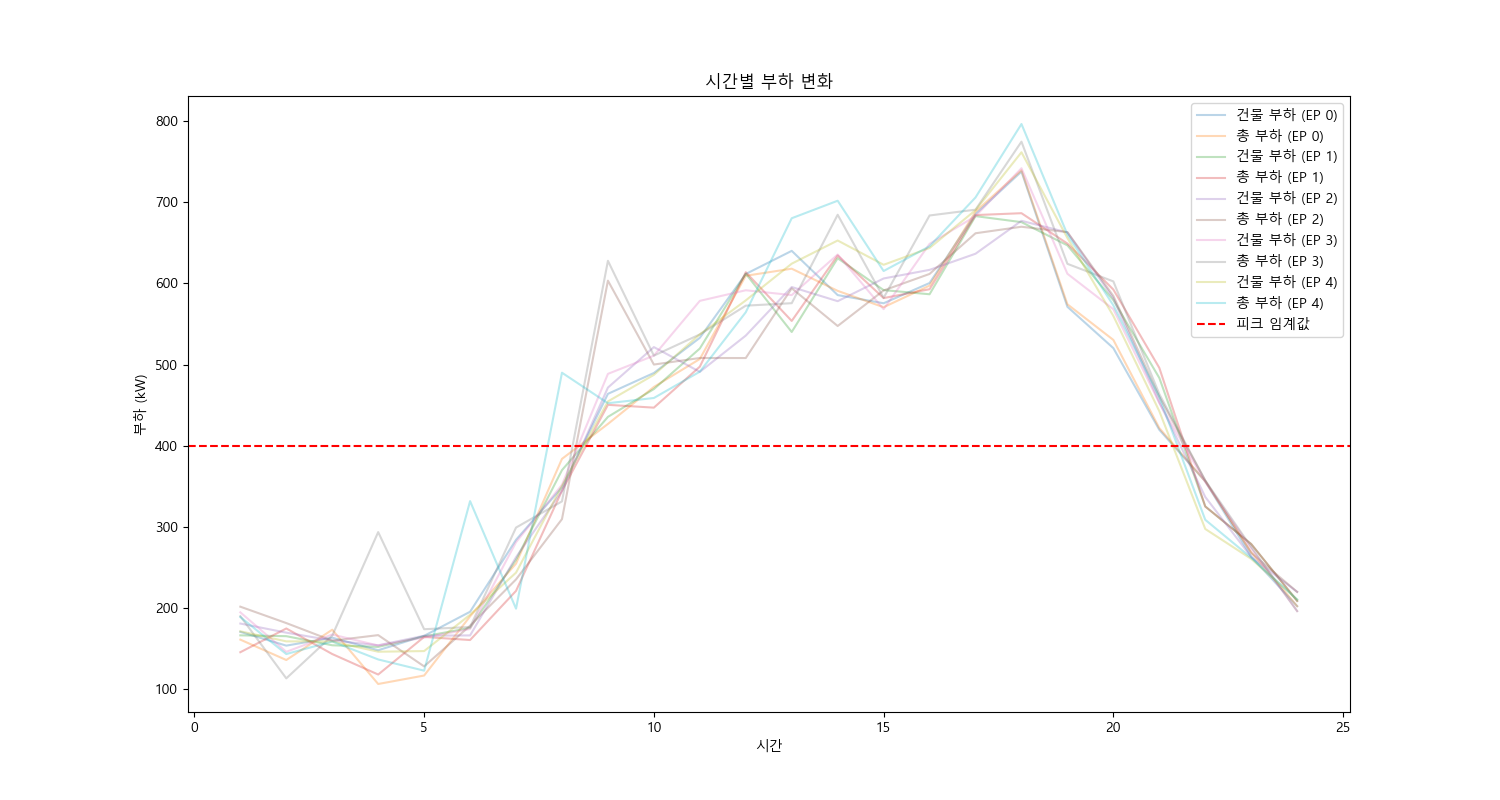 시간별 부하 변화
800
700
600
500
400
300
200
100
부하 (kW)
건물 부하 (EP 0)
총 부하 (EP 0)
건물 부하 (EP 1)
총 부하 (EP 1)
건물 부하 (EP 2)
총 부하 (EP 2)
건물 부하 (EP 3)
총 부하 (EP 3)
건물 부하 (EP 4)
총 부하 (EP 4)
피크 임계값
0 5 10 15 20 25
시간